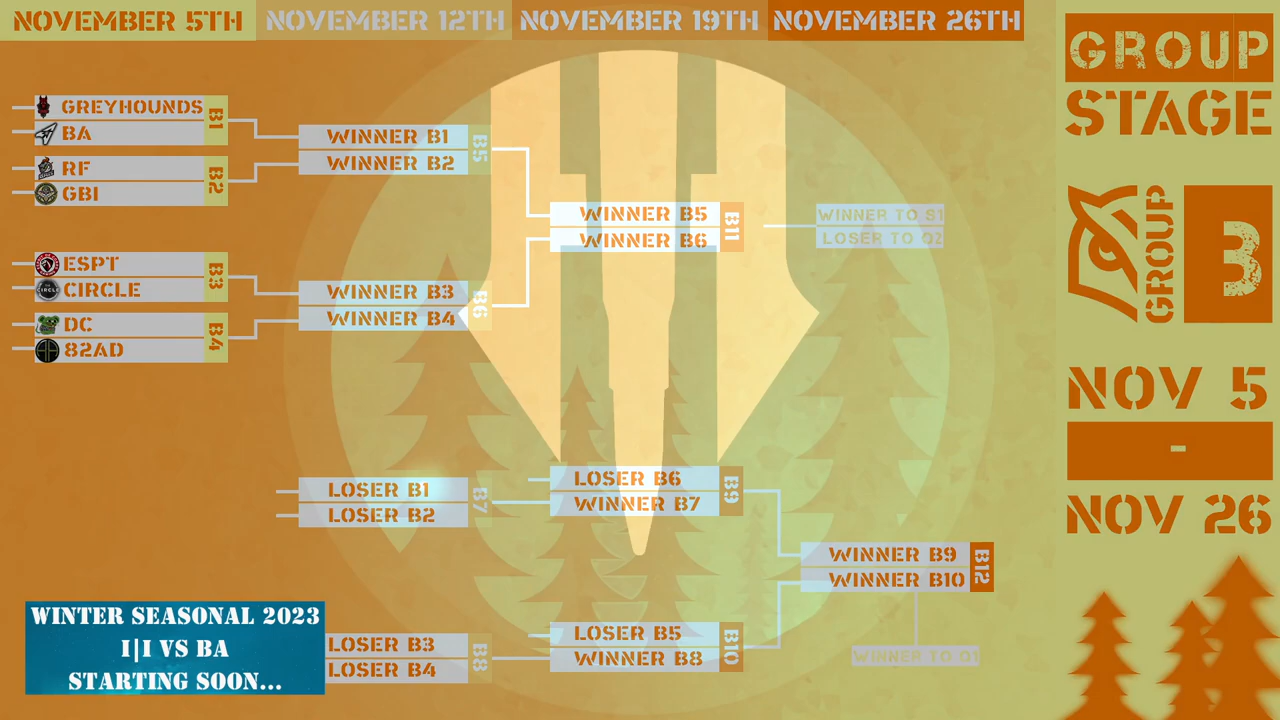 NOVEMBER 5TH NOVEMBER 12TH NOVEMBER 19TH NOVEMBER 26TH
GREYHOUNDS
BA
B1
RF
GBI
B2
ESPT
CIRCLE
B3
DC
82AD
B4
WINNER B1
WINNER B2
B5
WINNER B3
WINNER B4
B6
WINNER B5
WINNER B6
B11
WINNER TO S1
LOSER TO Q2
LOSER B1
LOSER B2
B7
LOSER B3
LOSER B4
B8
LOSER B6
WINNER B7
B9
LOSER B5
WINNER B8
B10
WINNER B9
WINNER B10
B12
WINNER TO Q1
WINTER SEASONAL 2023
I|I VS BA
STARTING SOON...
GROUP
STAGE
GROUP
B
NOV 5
-
NOV 26